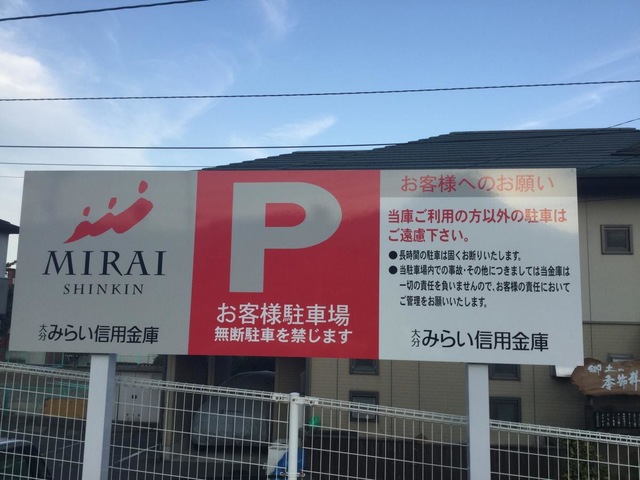 MIRAI
SHINKIN
大分みらい信用金庫
P
お客様駐車場
無断駐車を禁じます
お客様へのお願い
当庫ご利用の方以外の駐車は
ご遠慮下さい。
●長時間の駐車は固くお断りいたします。
●当駐車場内での事故・その他につきましては当金庫は
一切の責任を負いませんので、お客様の責任において
ご管理をお願いいたします。
大分みらい信用金庫